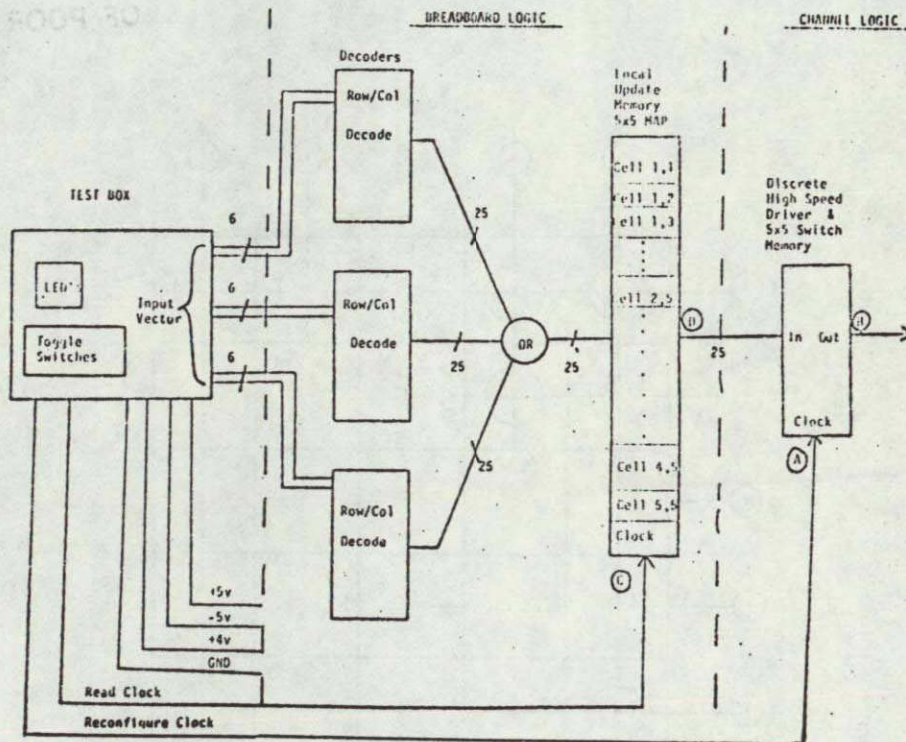 BREADBOARD LOGIC
CHANNEL LOGIC
OF POOR
Decoders
Row/Col
Decode
Local
Update
Memory
5x5 MAP
Cell 1,1
Cell 1,2
Cell 1,3
Cell 2,5
Cell 4,5
Cell 5,5
Clock
TEST BOX
LED's
Toggle
Switches
Input
Vector
6
6
6
Row/Col
Decode
Row/Col
Decode
25
25
25
OR
25
D
25
C
Discrete
High Speed
Driver &
5x5 Switch
Memory
In Out
Clock
B
A
+5v
-5v
+4v
GND
Read Clock
Reconfigure Clock